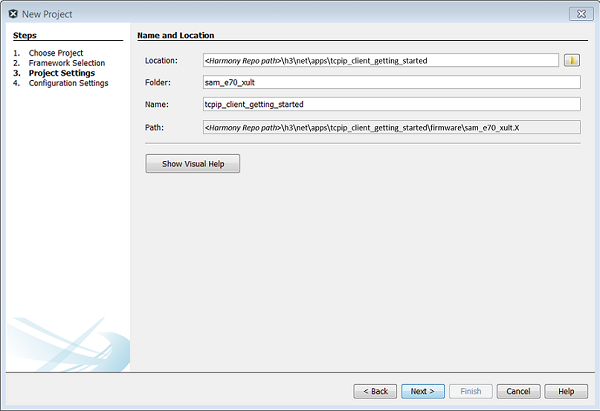 New Project
Steps
1. Choose Project
2. Framework Selection
3. Project Settings
4. Configuration Settings
Name and Location
Location: <Harmony Repo path>\h3\net\apps\tcpip_client_getting_started
Folder: sam_e70_xult
Name: tcpip_client_getting_started
Path: <Harmony Repo path>\h3\net\apps\tcpip_client_getting_started\firmware\sam_e70_xult.X
Show Visual Help
< Back Next > Finish Cancel Help